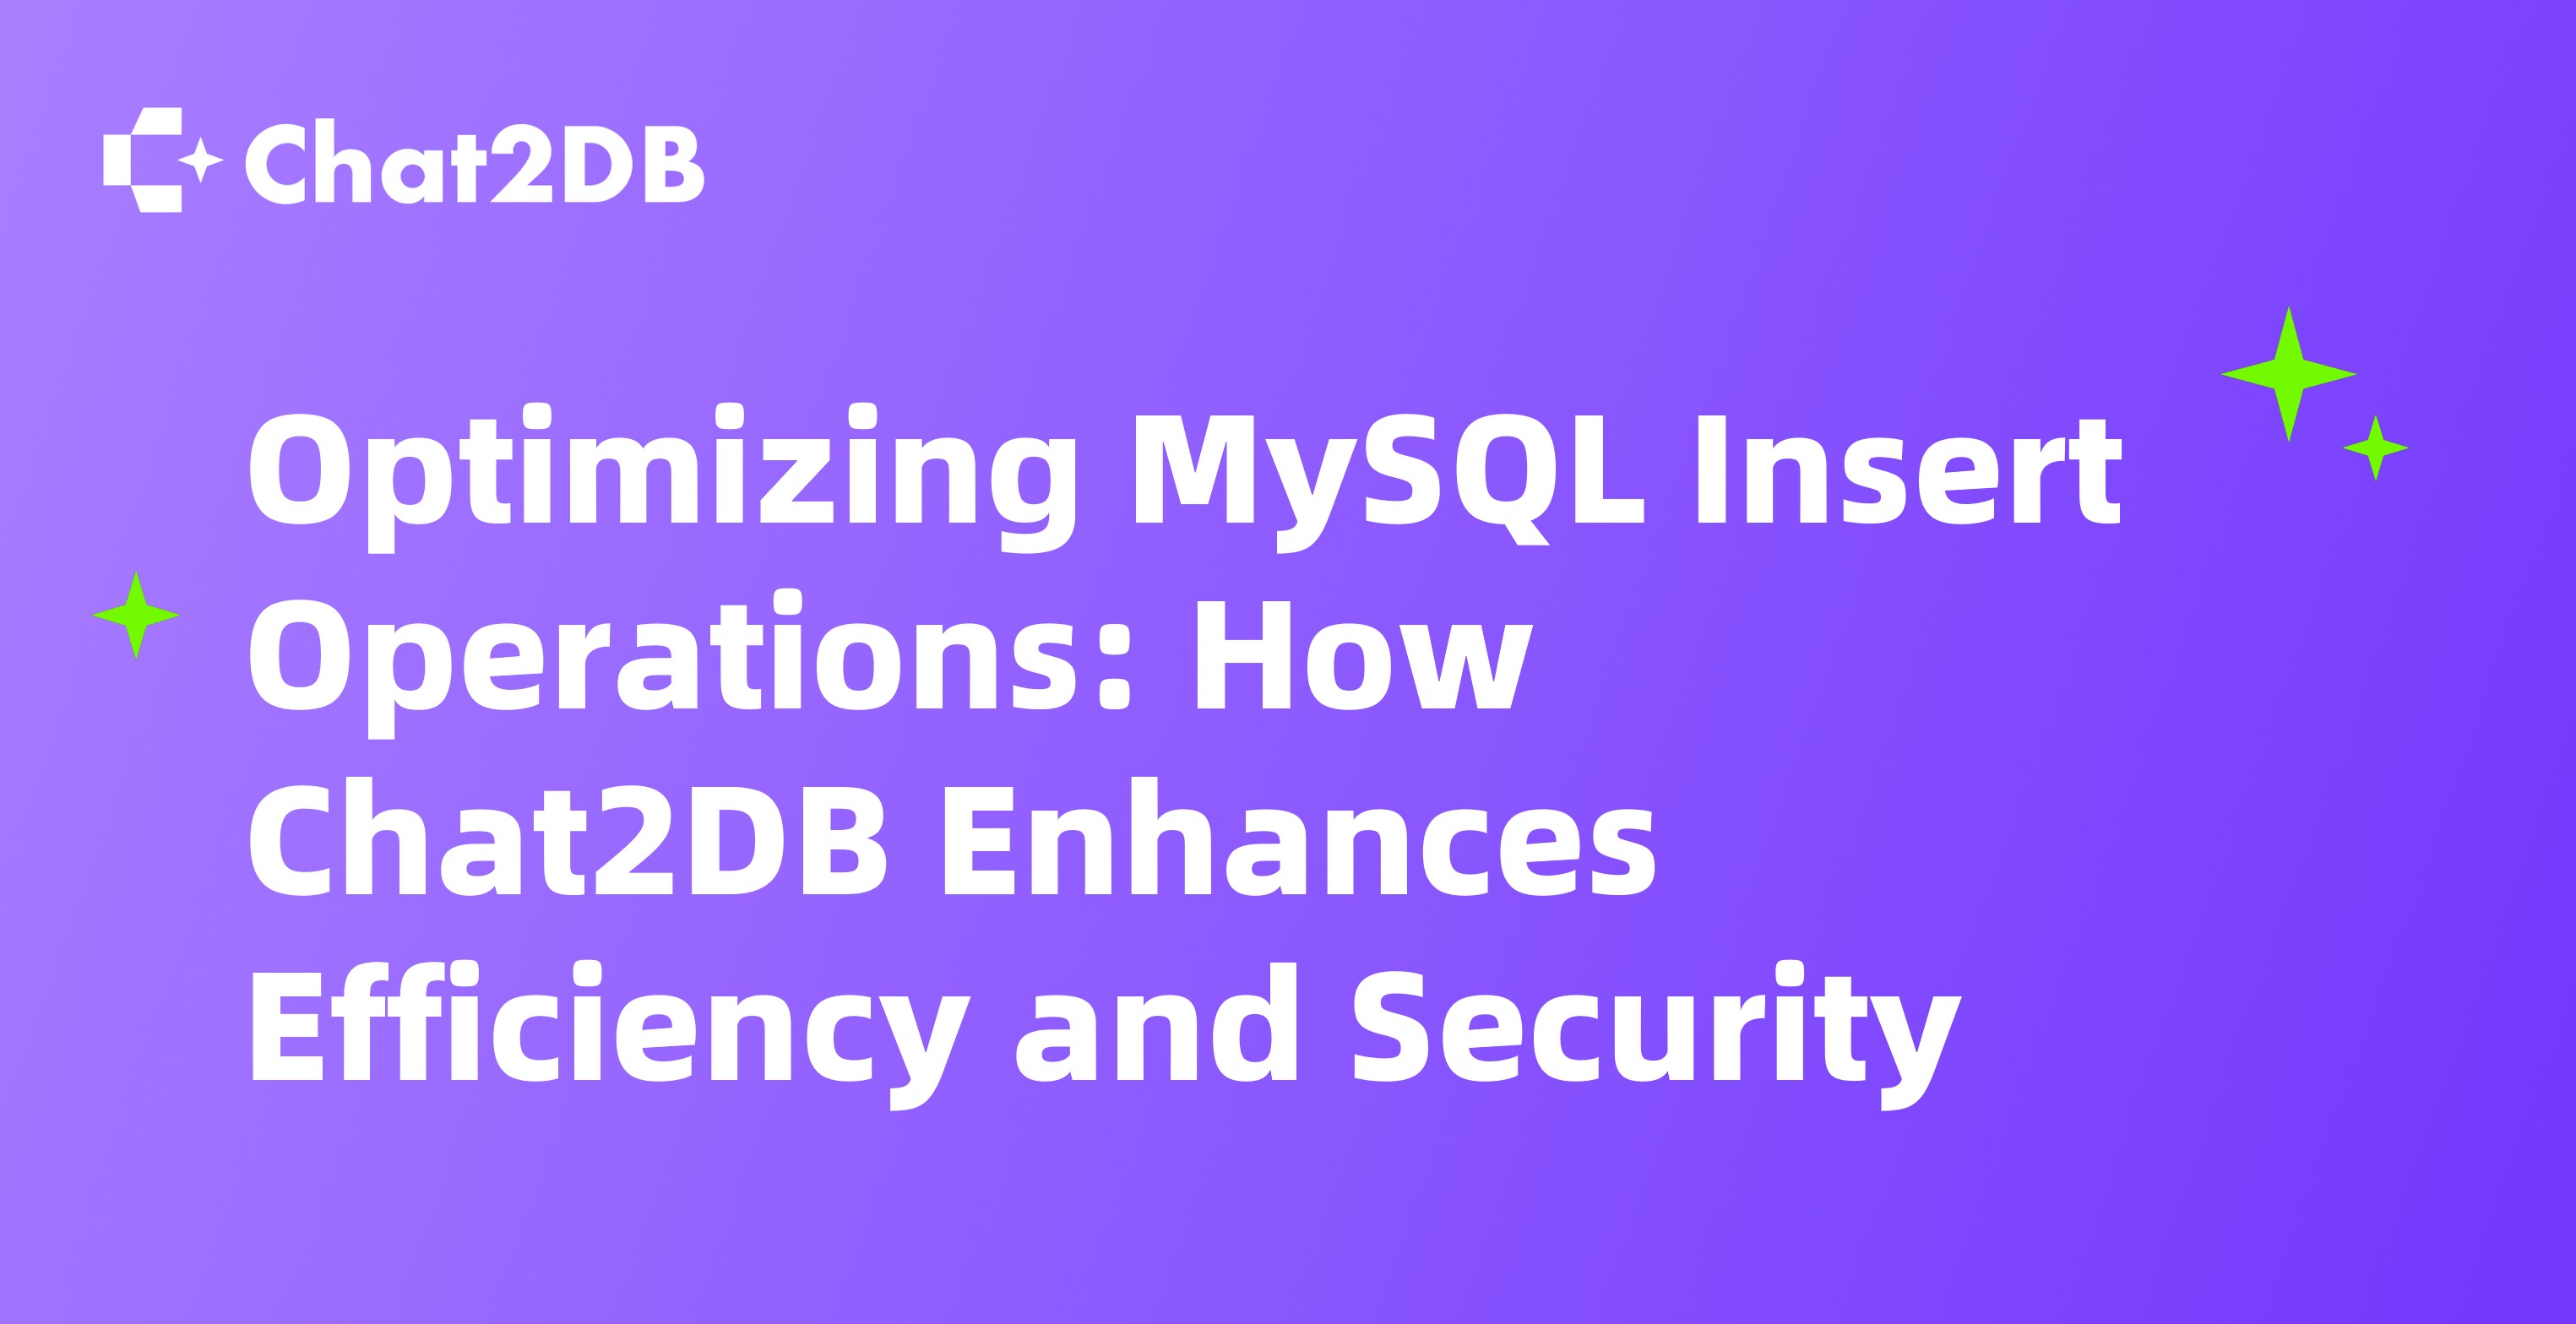 Chat2DB
Optimizing MySQL Insert
Operations: How
Chat2DB Enhances
Efficiency and Security